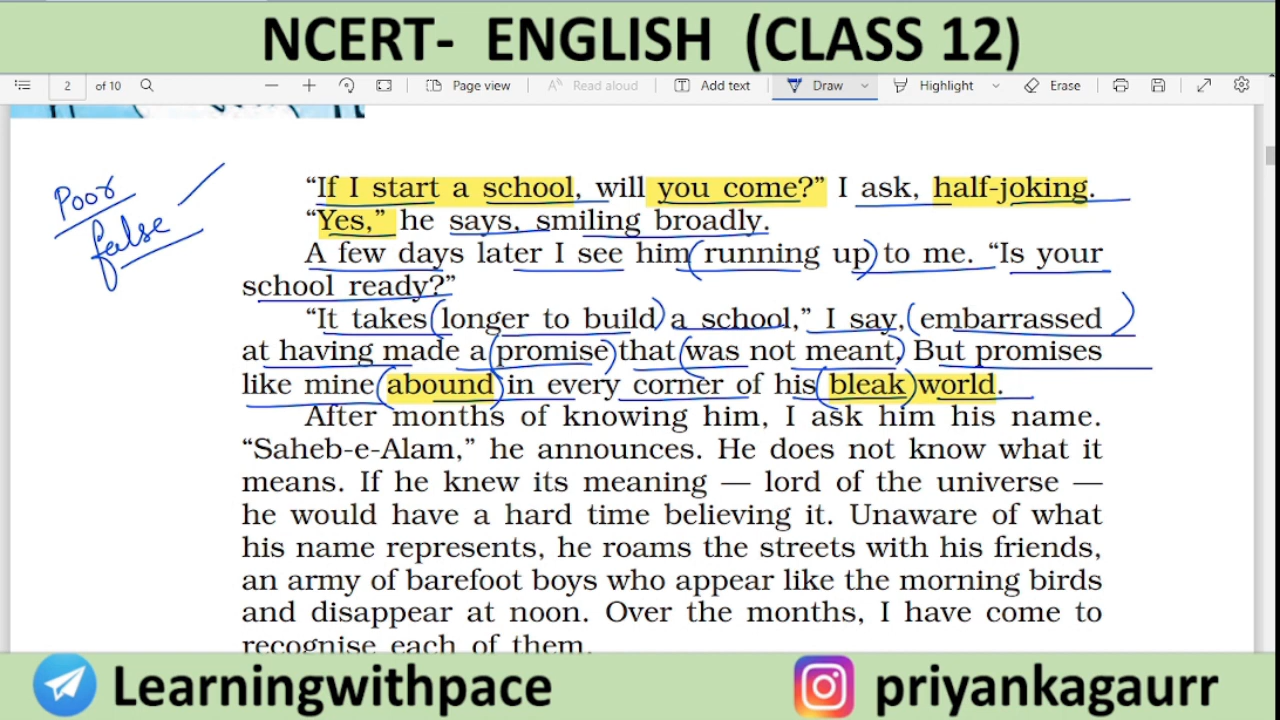 NCERT- ENGLISH (CLASS 12)
2 of 10 Page view Read aloud Add text Draw Highlight Erase
Poor
false
“If I start a school, will you come?” I ask, half-joking.
“Yes,” he says, smiling broadly.
A few days later I see him running up to me. “Is your
school ready?”
“It takes longer to build a school,” I say, embarrassed
at having made a promise that was not meant. But promises
like mine abound in every corner of his bleak world.
After months of knowing him, I ask him his name.
“Saheb-e-Alam,” he announces. He does not know what it
means. If he knew its meaning — lord of the universe —
he would have a hard time believing it. Unaware of what
his name represents, he roams the streets with his friends,
an army of barefoot boys who appear like the morning birds
and disappear at noon. Over the months, I have come to
recognise each of them.
Learningwithpace priyankagaurr